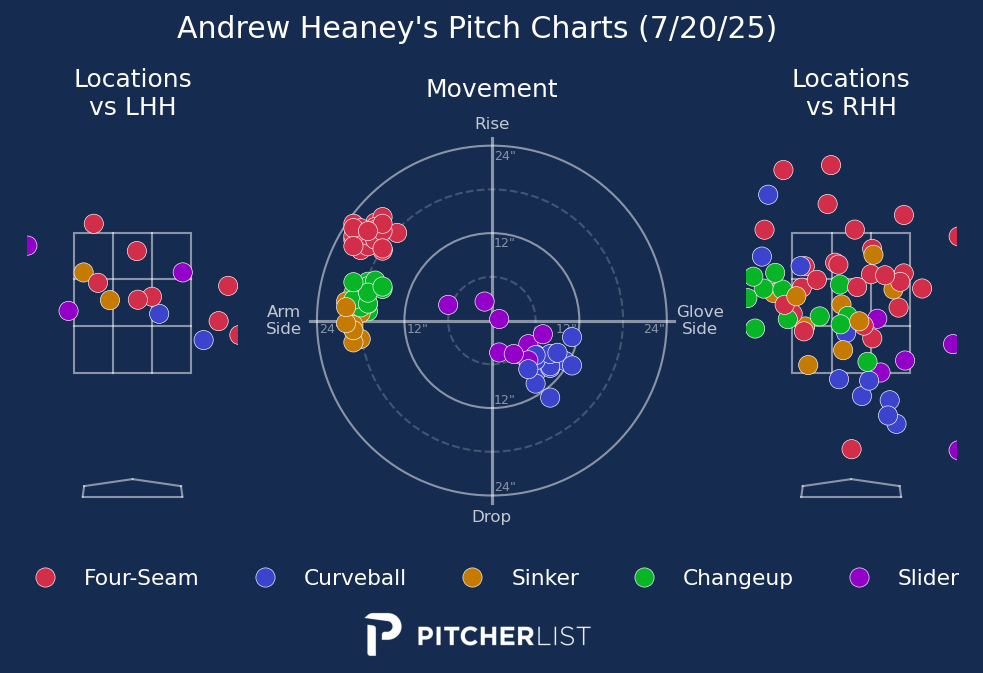 Andrew Heaney's Pitch Charts (7/20/25)
Locations
vs LHH
Movement
Locations
vs RHH
Rise
24"
12"
Arm
Side
24"
12"
12"
24"
Glove
Side
12"
24"
Drop
Four-Seam
Curveball
Sinker
Changeup
Slider
PITCHERLIST